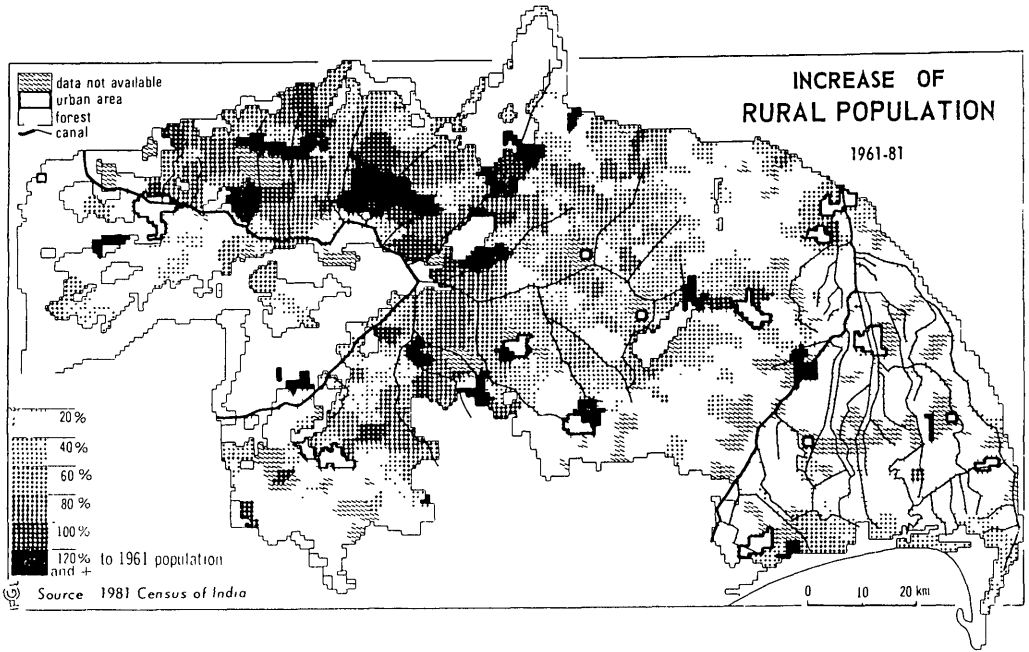 INCREASE OF
RURAL POPULATION
1961-81
data not available
urban area
forest
canal
20 %
40 %
60 %
80 %
100 %
120 % to 1961 population
and +
Source 1981 Census of India
0 10 20 km